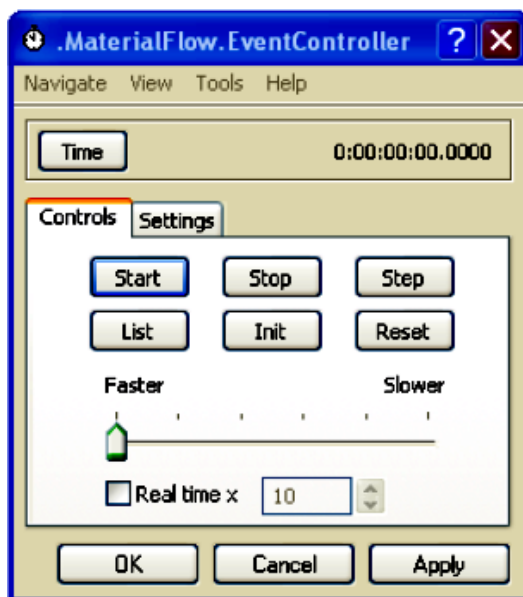 .MaterialFlow.EventController ?
Navigate View Tools Help
Time 0:00:00:00.0000
Controls Settings
Start Stop Step
List Init Reset
Faster Slower
Real time x 10
OK Cancel Apply